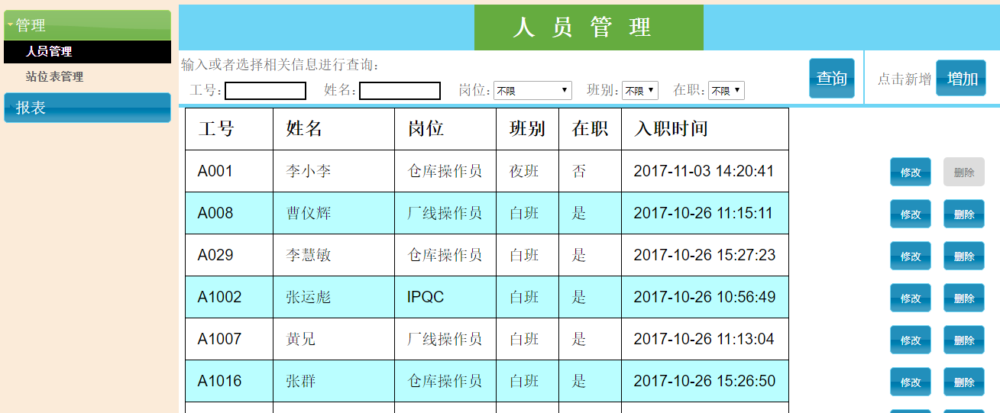 管理
人员管理
站位表管理
报表
人 员 管 理
输入或者选择相关信息进行查询:
工号: 姓名: 岗位: 不限 班别: 不限 在职: 不限 查询 点击新增 增加
工号 姓名 岗位 班别 在职 入职时间
A001 李小李 仓库操作员 夜班 否 2017-11-03 14:20:41 修改 删除
A008 曹仪辉 厂线操作员 白班 是 2017-10-26 11:15:11 修改 删除
A029 李慧敏 仓库操作员 白班 是 2017-10-26 15:27:23 修改 删除
A1002 张运彪 IPQC 白班 是 2017-10-26 10:56:49 修改 删除
A1007 黄兄 厂线操作员 白班 是 2017-10-26 11:13:04 修改 删除
A1016 张群 仓库操作员 白班 是 2017-10-26 15:26:50 修改 删除